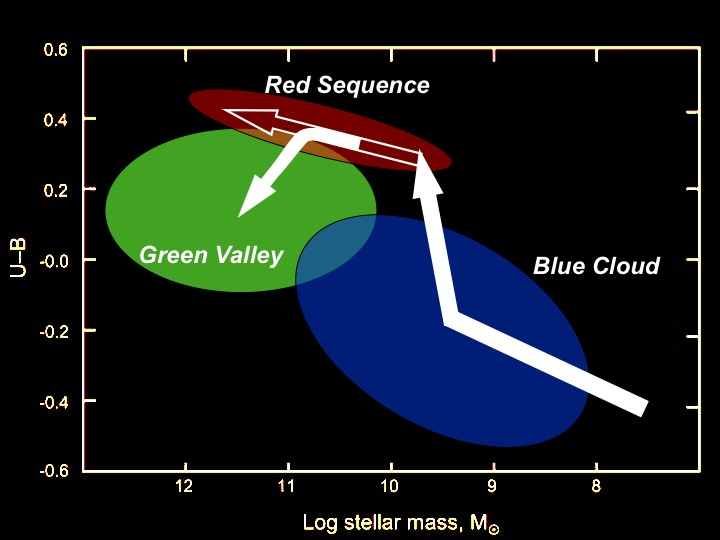 0.6
Red Sequence
0.4
0.2
Green Valley
-0.0
Blue Cloud
U–B
-0.2
-0.4
-0.6
12 11 10 9 8
Log stellar mass, M☉